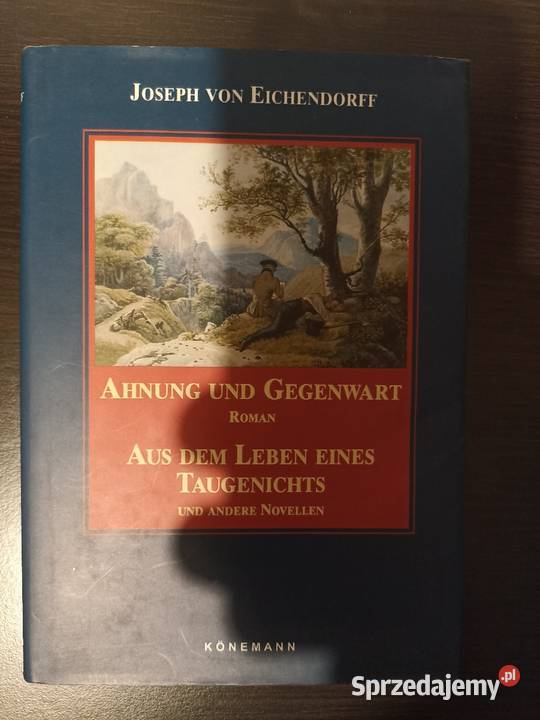 JOSEPH VON EICHENDORFF
AHNUNG UND GEGENWART
ROMAN
AUS DEM LEBEN EINES
TAUGENICHTS
UND ANDERE NOVELLEN
KÖNEMANN
Sprzedajemy.pl